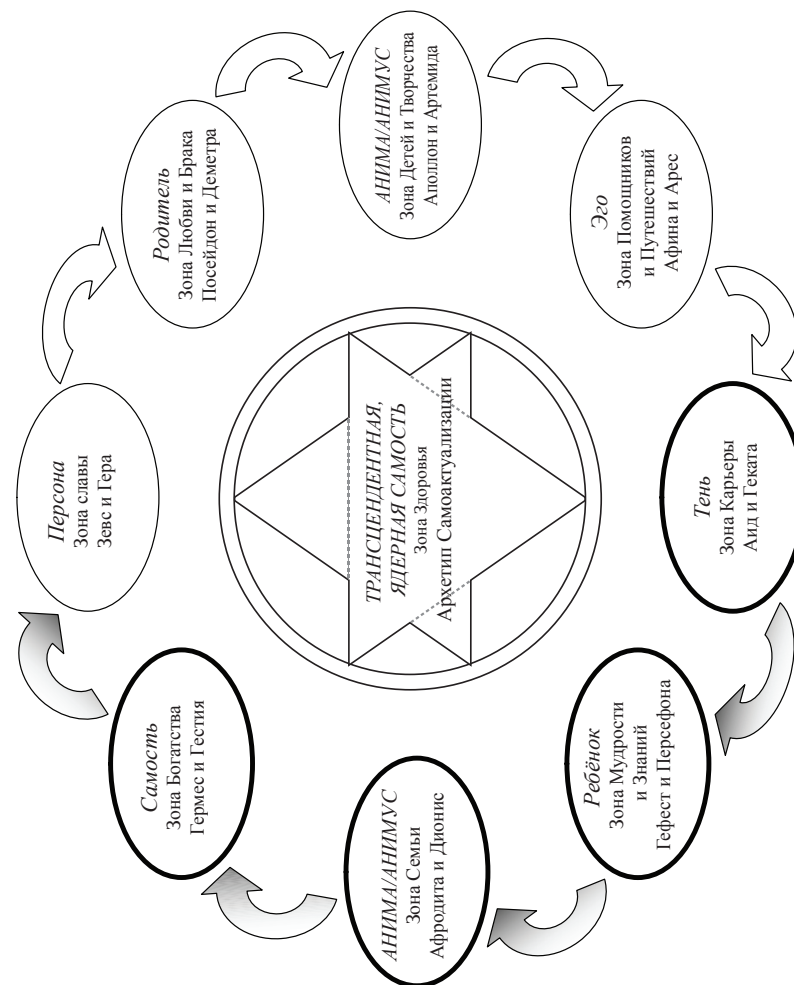 АНИМА/АНИМУС
Зона Семьи
Афродита и Дионис
Ребёнок
Зона Мудрости
и Знаний
Гефест и Персефона
Самость
Зона Богатства
Гермес и Гестия
Тень
Зона Карьеры
Аид и Геката
ТРАНСЦЕНДЕНТНАЯ,
ЯДЕРНАЯ САМОСТЬ
Зона Здоровья
Архетип Самоактуализации
Персона
Зона славы
Зевс и Гера
Эго
Зона Помощников
и Путешествий
Афина и Арес
Родитель
Зона Любви и Брака
Посейдон и Деметра
АНИМА/АНИМУС
Зона Детей и Творчества
Аполлон и Артемида